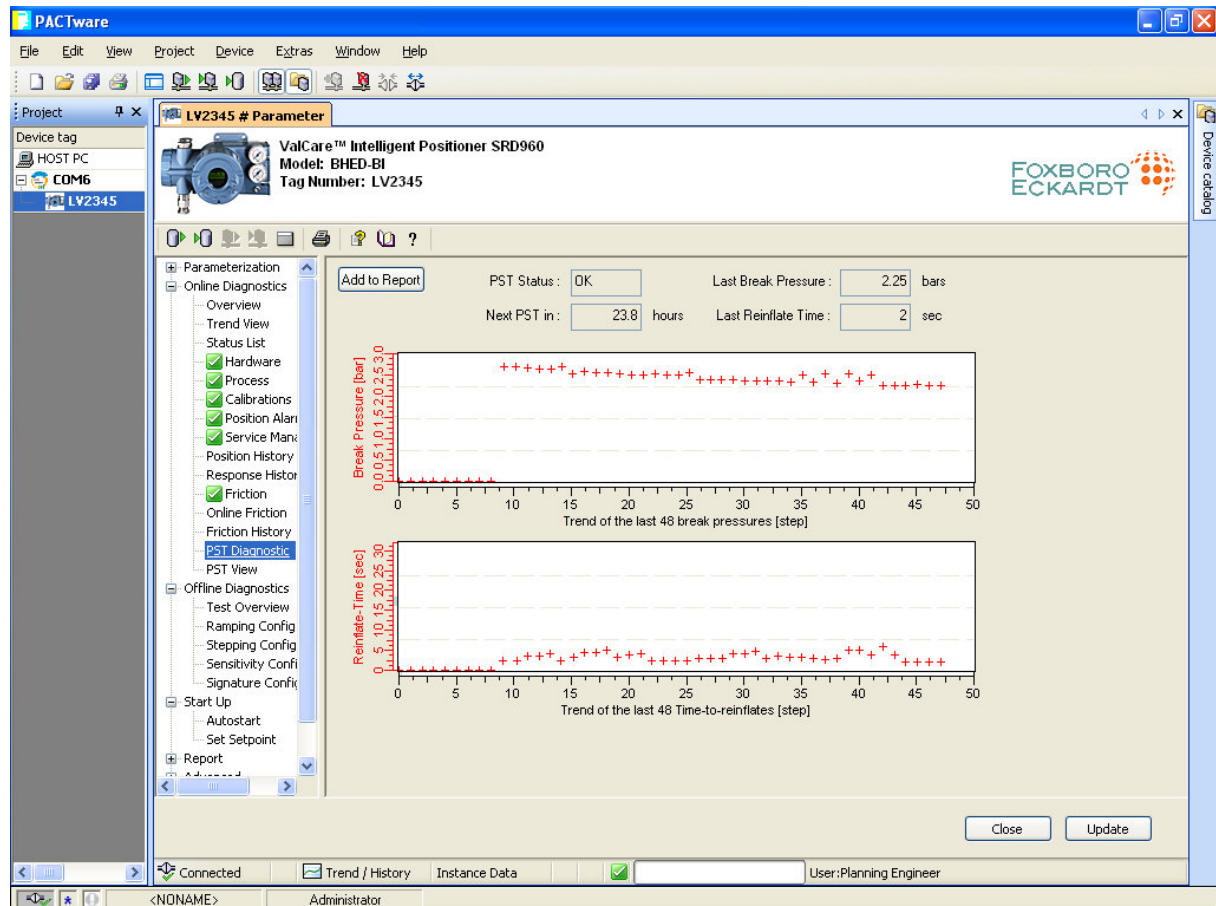 PACTware
File Edit View Project Device Extras Window Help
Project
Device tag
HOST PC
COM6
LV2345
LV2345 # Parameter
ValCare™ Intelligent Positioner SRD960
Model: BHED-BI
Tag Number: LV2345
FOXBORO
ECKARDT
Device catalog
Parameterization
Online Diagnostics
Overview
Trend View
Status List
Hardware
Process
Calibrations
Position Alarr
Service Mana
Position History
Response Histor
Friction
Online Friction
Friction History
PST Diagnostic
PST View
Offline Diagnostics
Test Overview
Ramping Config
Stepping Config
Sensitivity Confi
Signature Config
Start Up
Autostart
Set Setpoint
Report
Advanced
Add to Report
PST Status : OK Last Break Pressure : 2.25 bars
Next PST in : 23.8 hours Last Reinflate Time : 2 sec
Break Pressure [bar]
0,0 0,5 1,0 1,5 2,0 2,5 3,0
0 5 10 15 20 25 30 35 40 45 50
Trend of the last 48 break pressures [step]
Reinflate-Time [sec]
0 5 10 15 20 25 30
0 5 10 15 20 25 30 35 40 45 50
Trend of the last 48 Time-to-reinflates [step]
Close Update
Connected Trend / History Instance Data User:Planning Engineer
<NONAME> Administrator